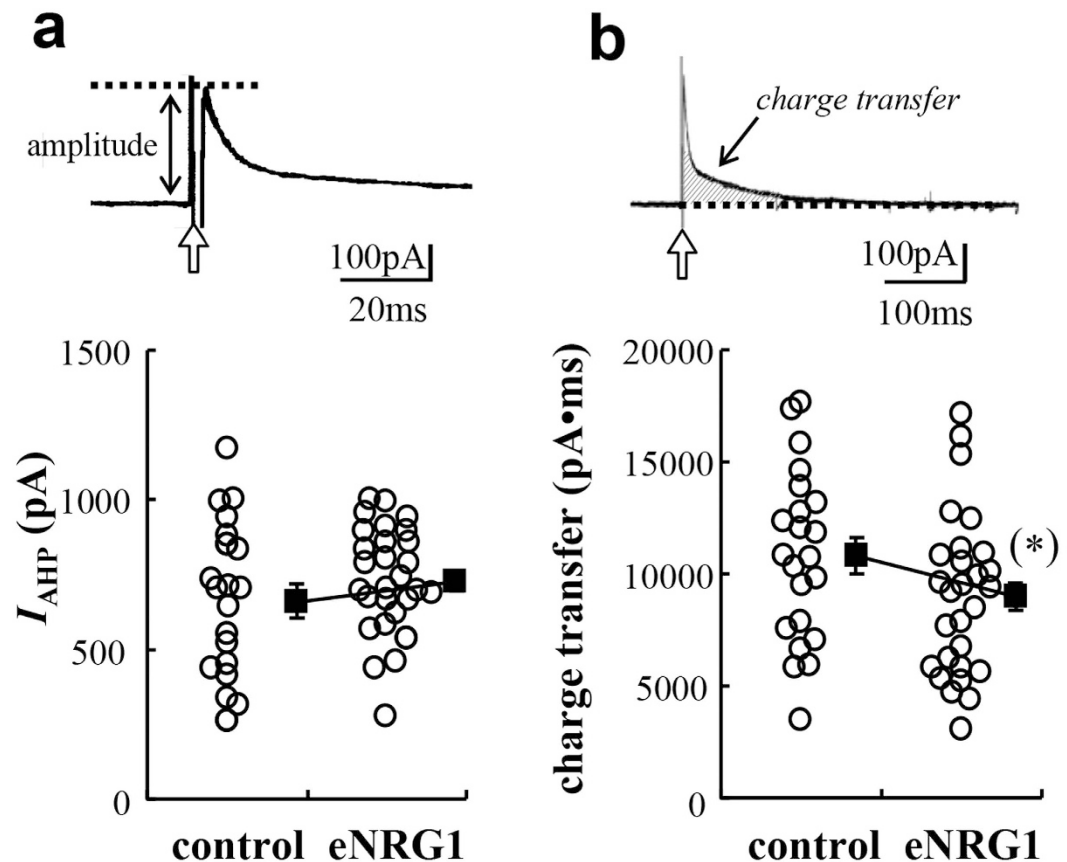 a
amplitude
100pA
20ms
b
charge transfer
100pA
100ms
1500
1000
500
0
I_AHP (pA)
control eNRG1
20000
15000
10000
5000
0
charge transfer (pA•ms)
(*)
control eNRG1